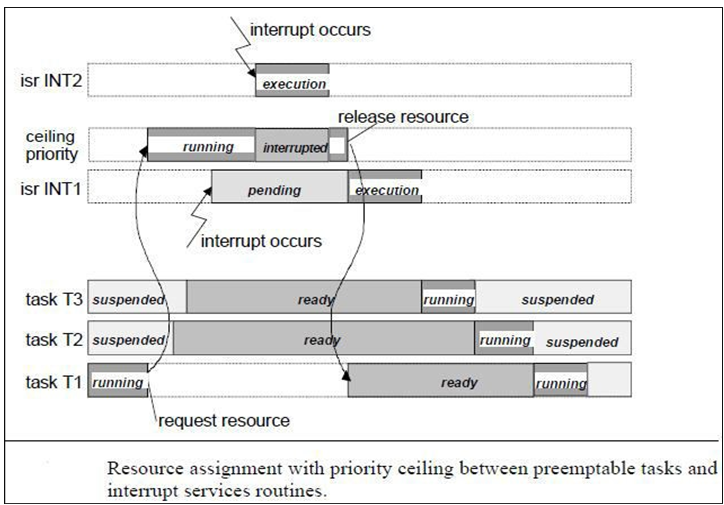 interrupt occurs
isr INT2
execution
release resource
ceiling
priority
running
interrupted
isr INT1
pending
execution
interrupt occurs
task T3
suspended
ready
running
suspended
task T2
suspended
ready
running
suspended
task T1
running
ready
running
request resource
Resource assignment with priority ceiling between preemptable tasks and
interrupt services routines.